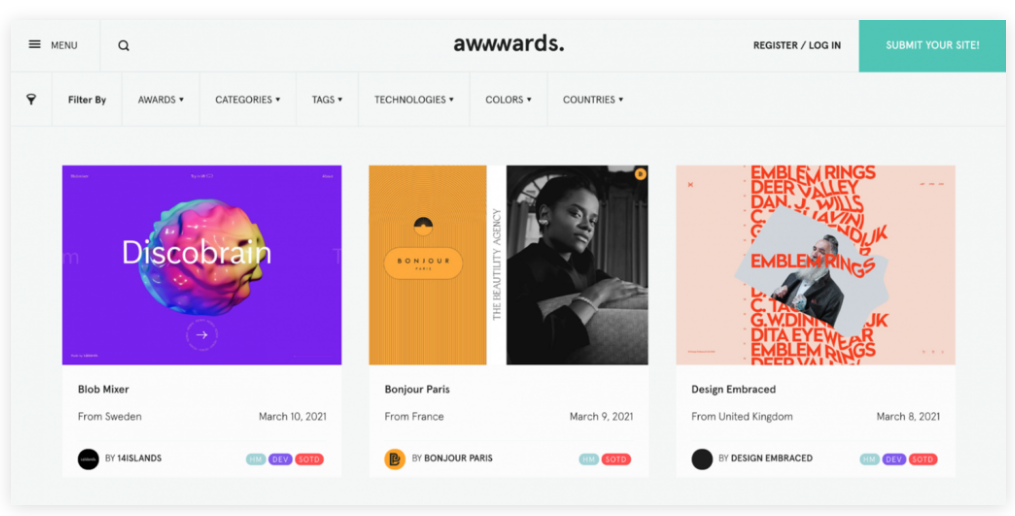 MENU
awwwards.
REGISTER / LOG IN
SUBMIT YOUR SITE!
Filter By
AWARDS ▾
CATEGORIES ▾
TAGS ▾
TECHNOLOGIES ▾
COLORS ▾
COUNTRIES ▾
Discobrain
m
T
BONJOUR
PARIS
THE BEAUTILITY AGENCY
EMBLEM RINGS
DEER VALLEY
DAN. J. WILLS
EMBLEM RINGS
DITA EYEWEAR
EMBLEM RINGS
Blob Mixer
From Sweden
March 10, 2021
BY 14ISLANDS
HM DEV SOTD
Bonjour Paris
From France
March 9, 2021
BY BONJOUR PARIS
HM SOTD
Design Embraced
From United Kingdom
March 8, 2021
BY DESIGN EMBRACED
HM DEV SOTD